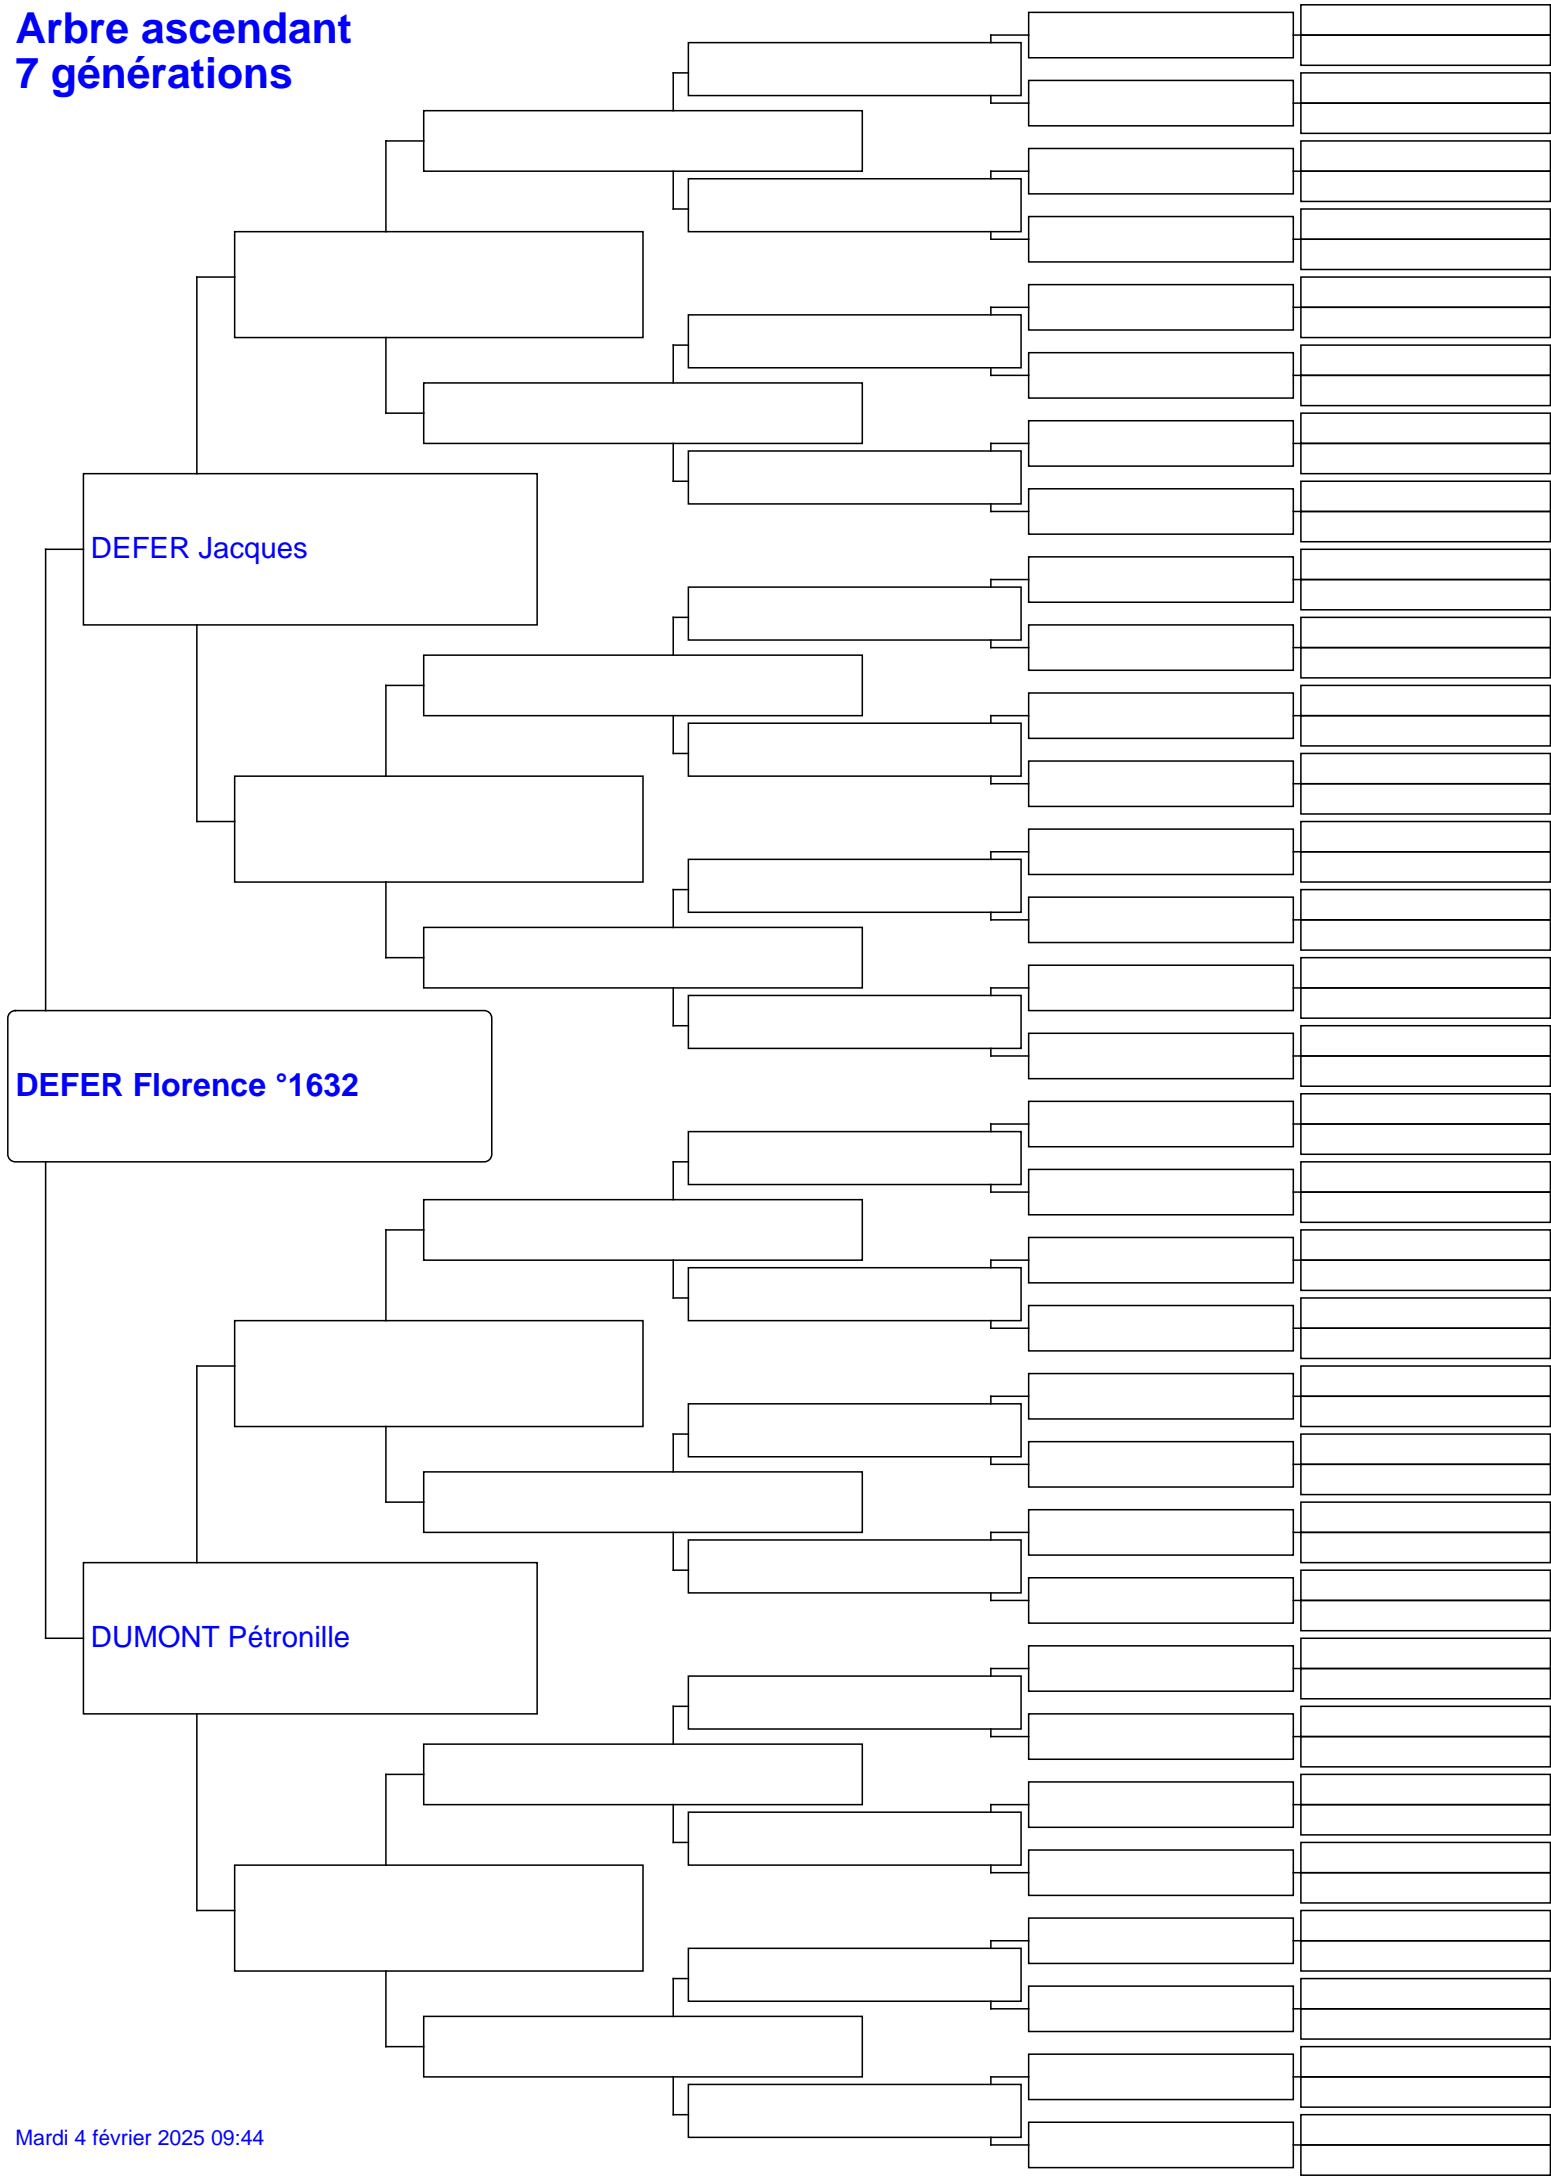 Arbre ascendant
7 générations
DEFER Jacques
DEFER Florence °1632
DUMONT Pétronille
Mardi 4 février 2025 09:44